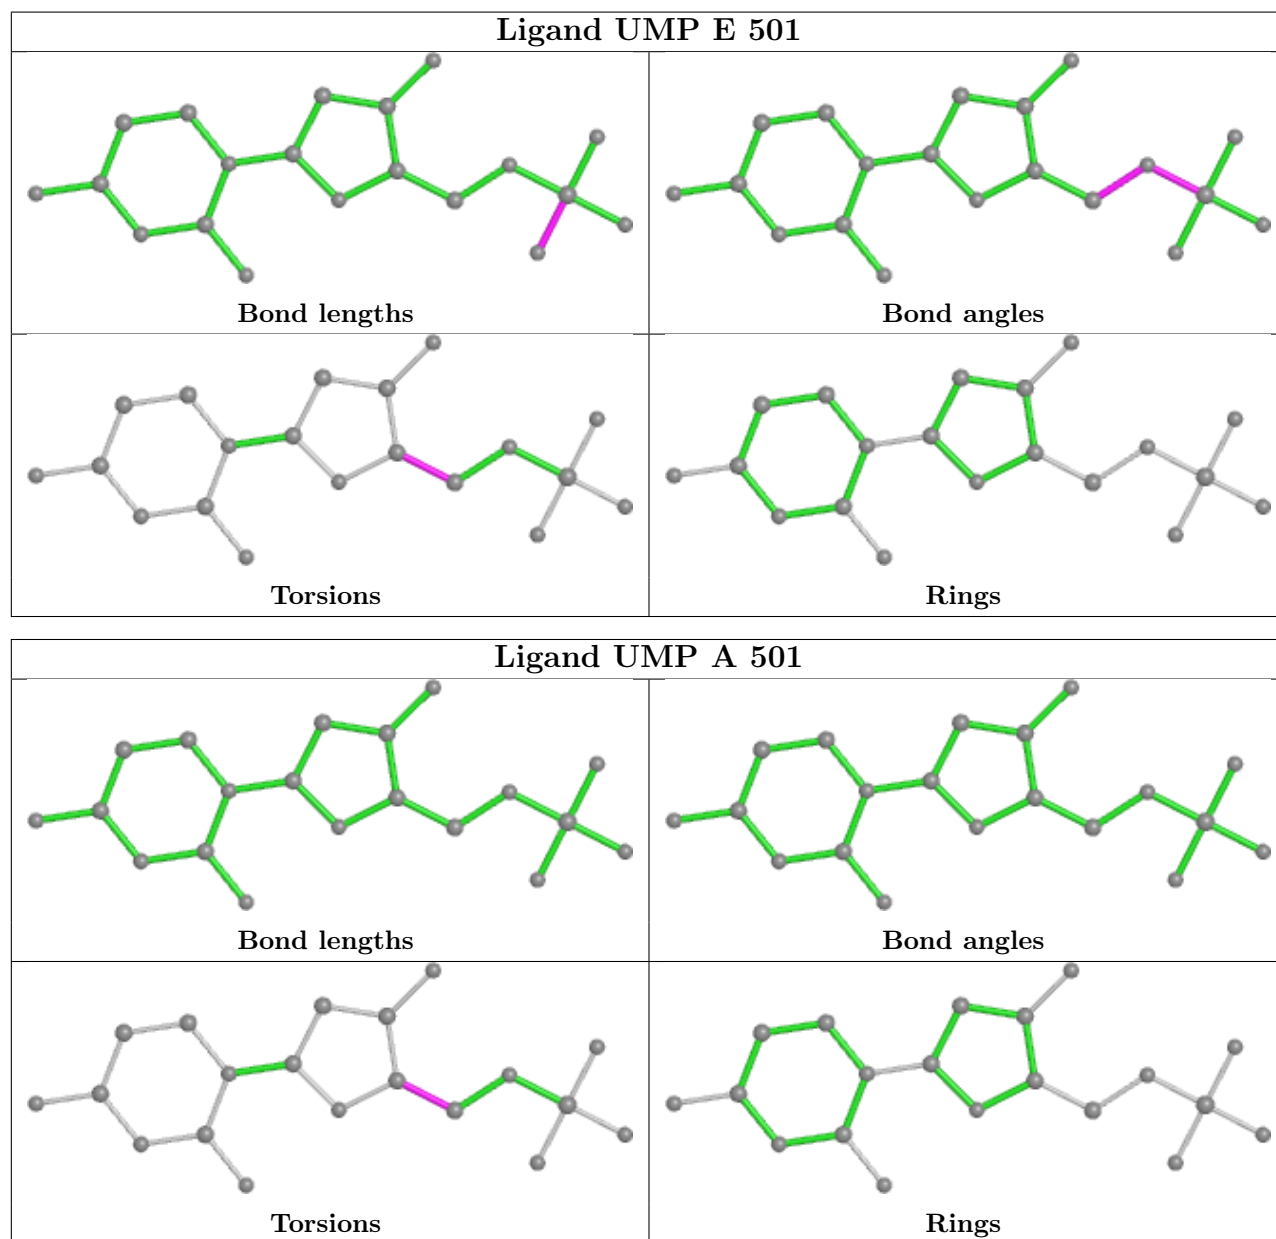 Ligand UMP E 501
Bond lengths
Bond angles
Torsions
Rings
Ligand UMP A 501
Bond lengths
Bond angles
Torsions
Rings